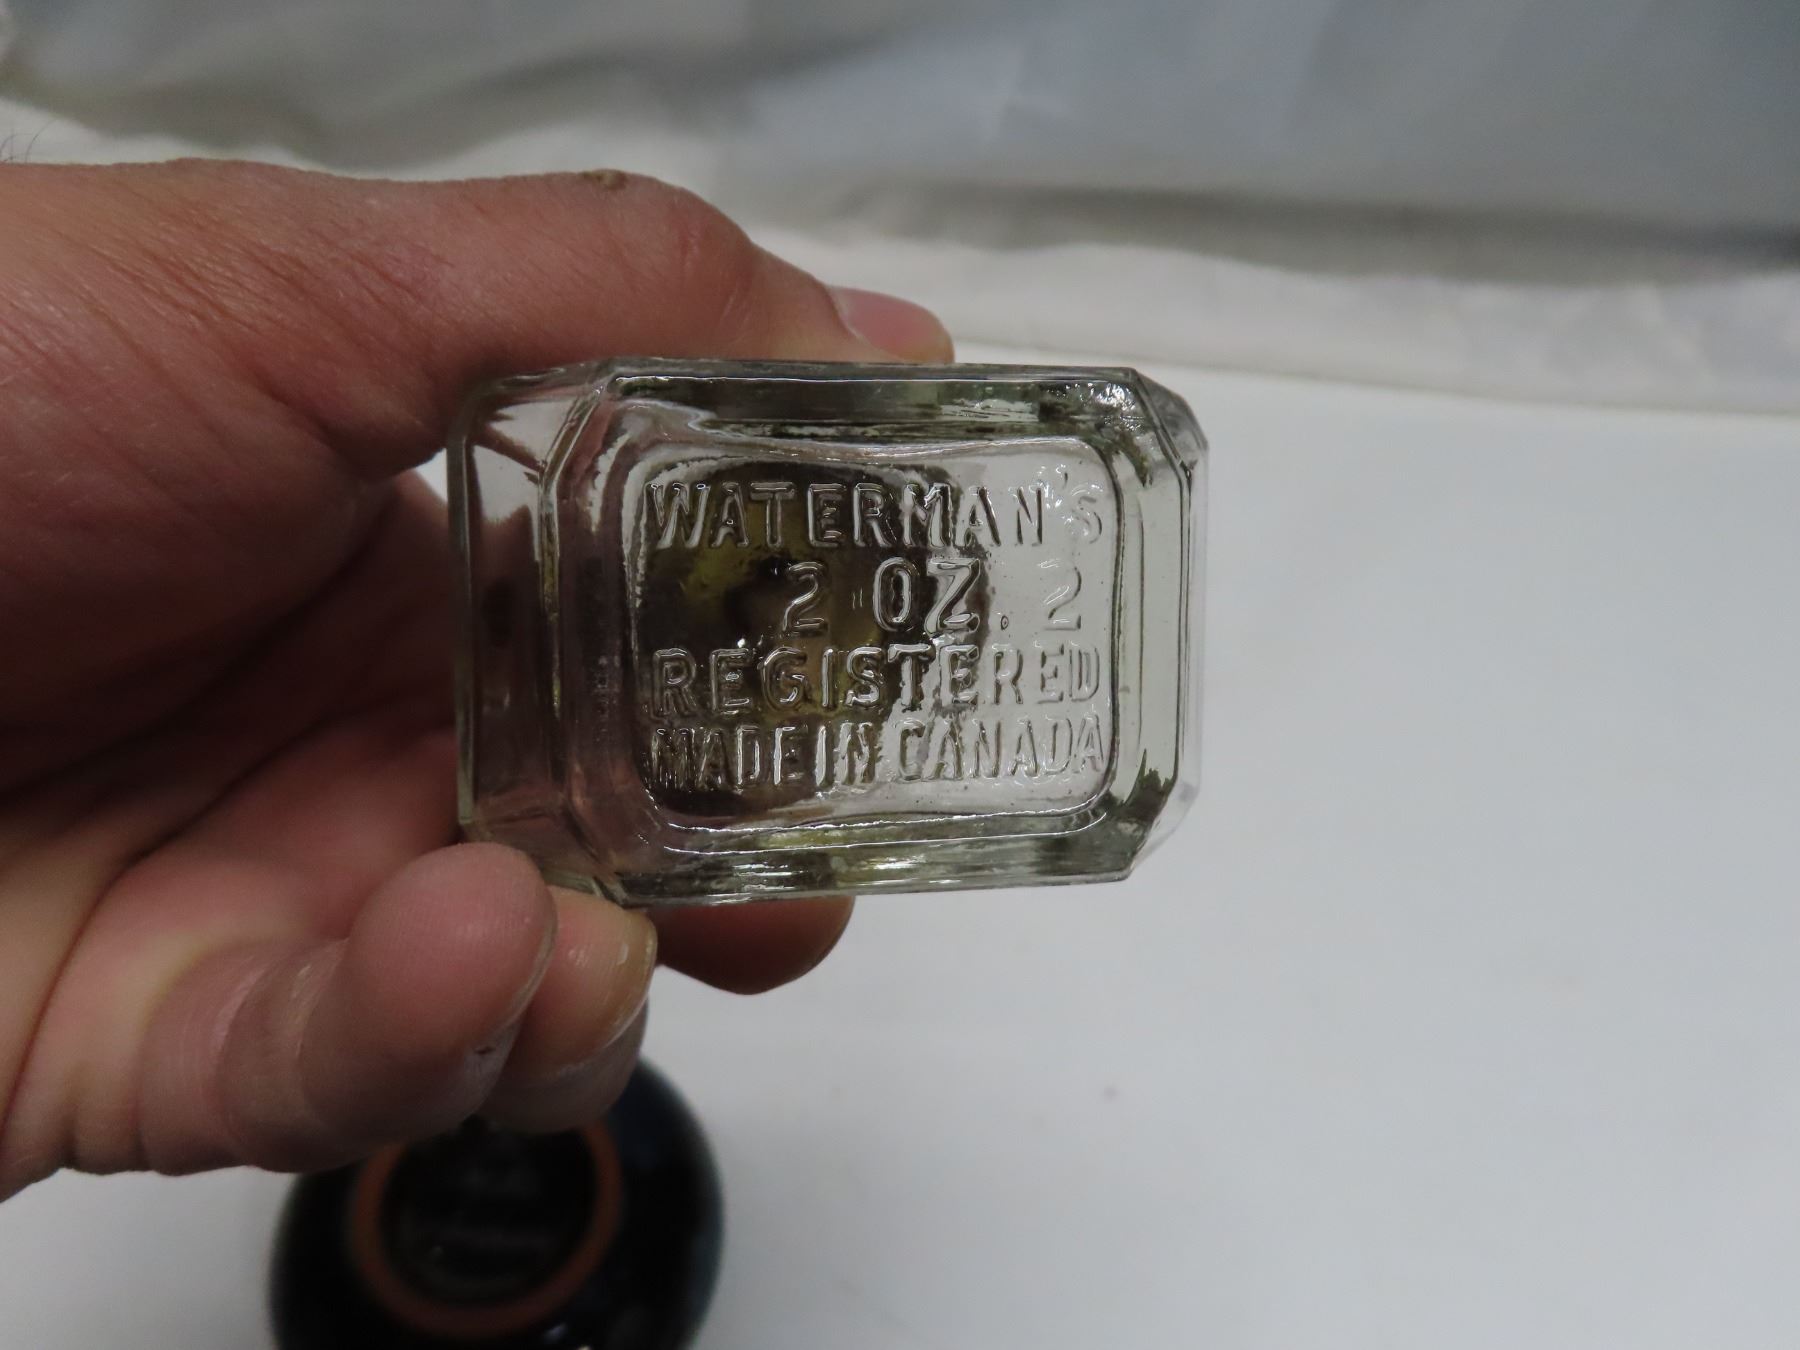 WATERMAN'S
2 OZ. 2
REGISTERED
MADE IN CANADA